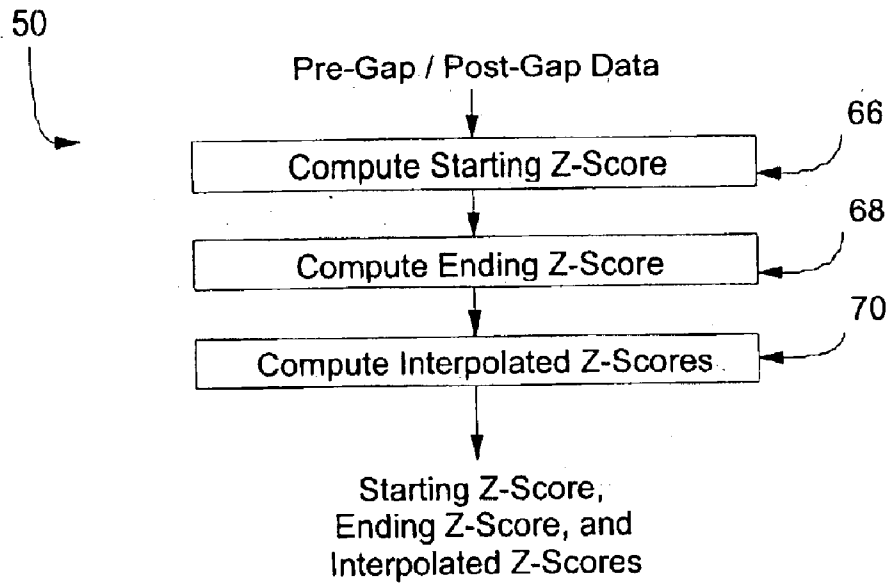 50
Pre-Gap / Post-Gap Data
66
Compute Starting Z-Score
68
Compute Ending Z-Score
70
Compute Interpolated Z-Scores
Starting Z-Score,
Ending Z-Score, and
Interpolated Z-Scores